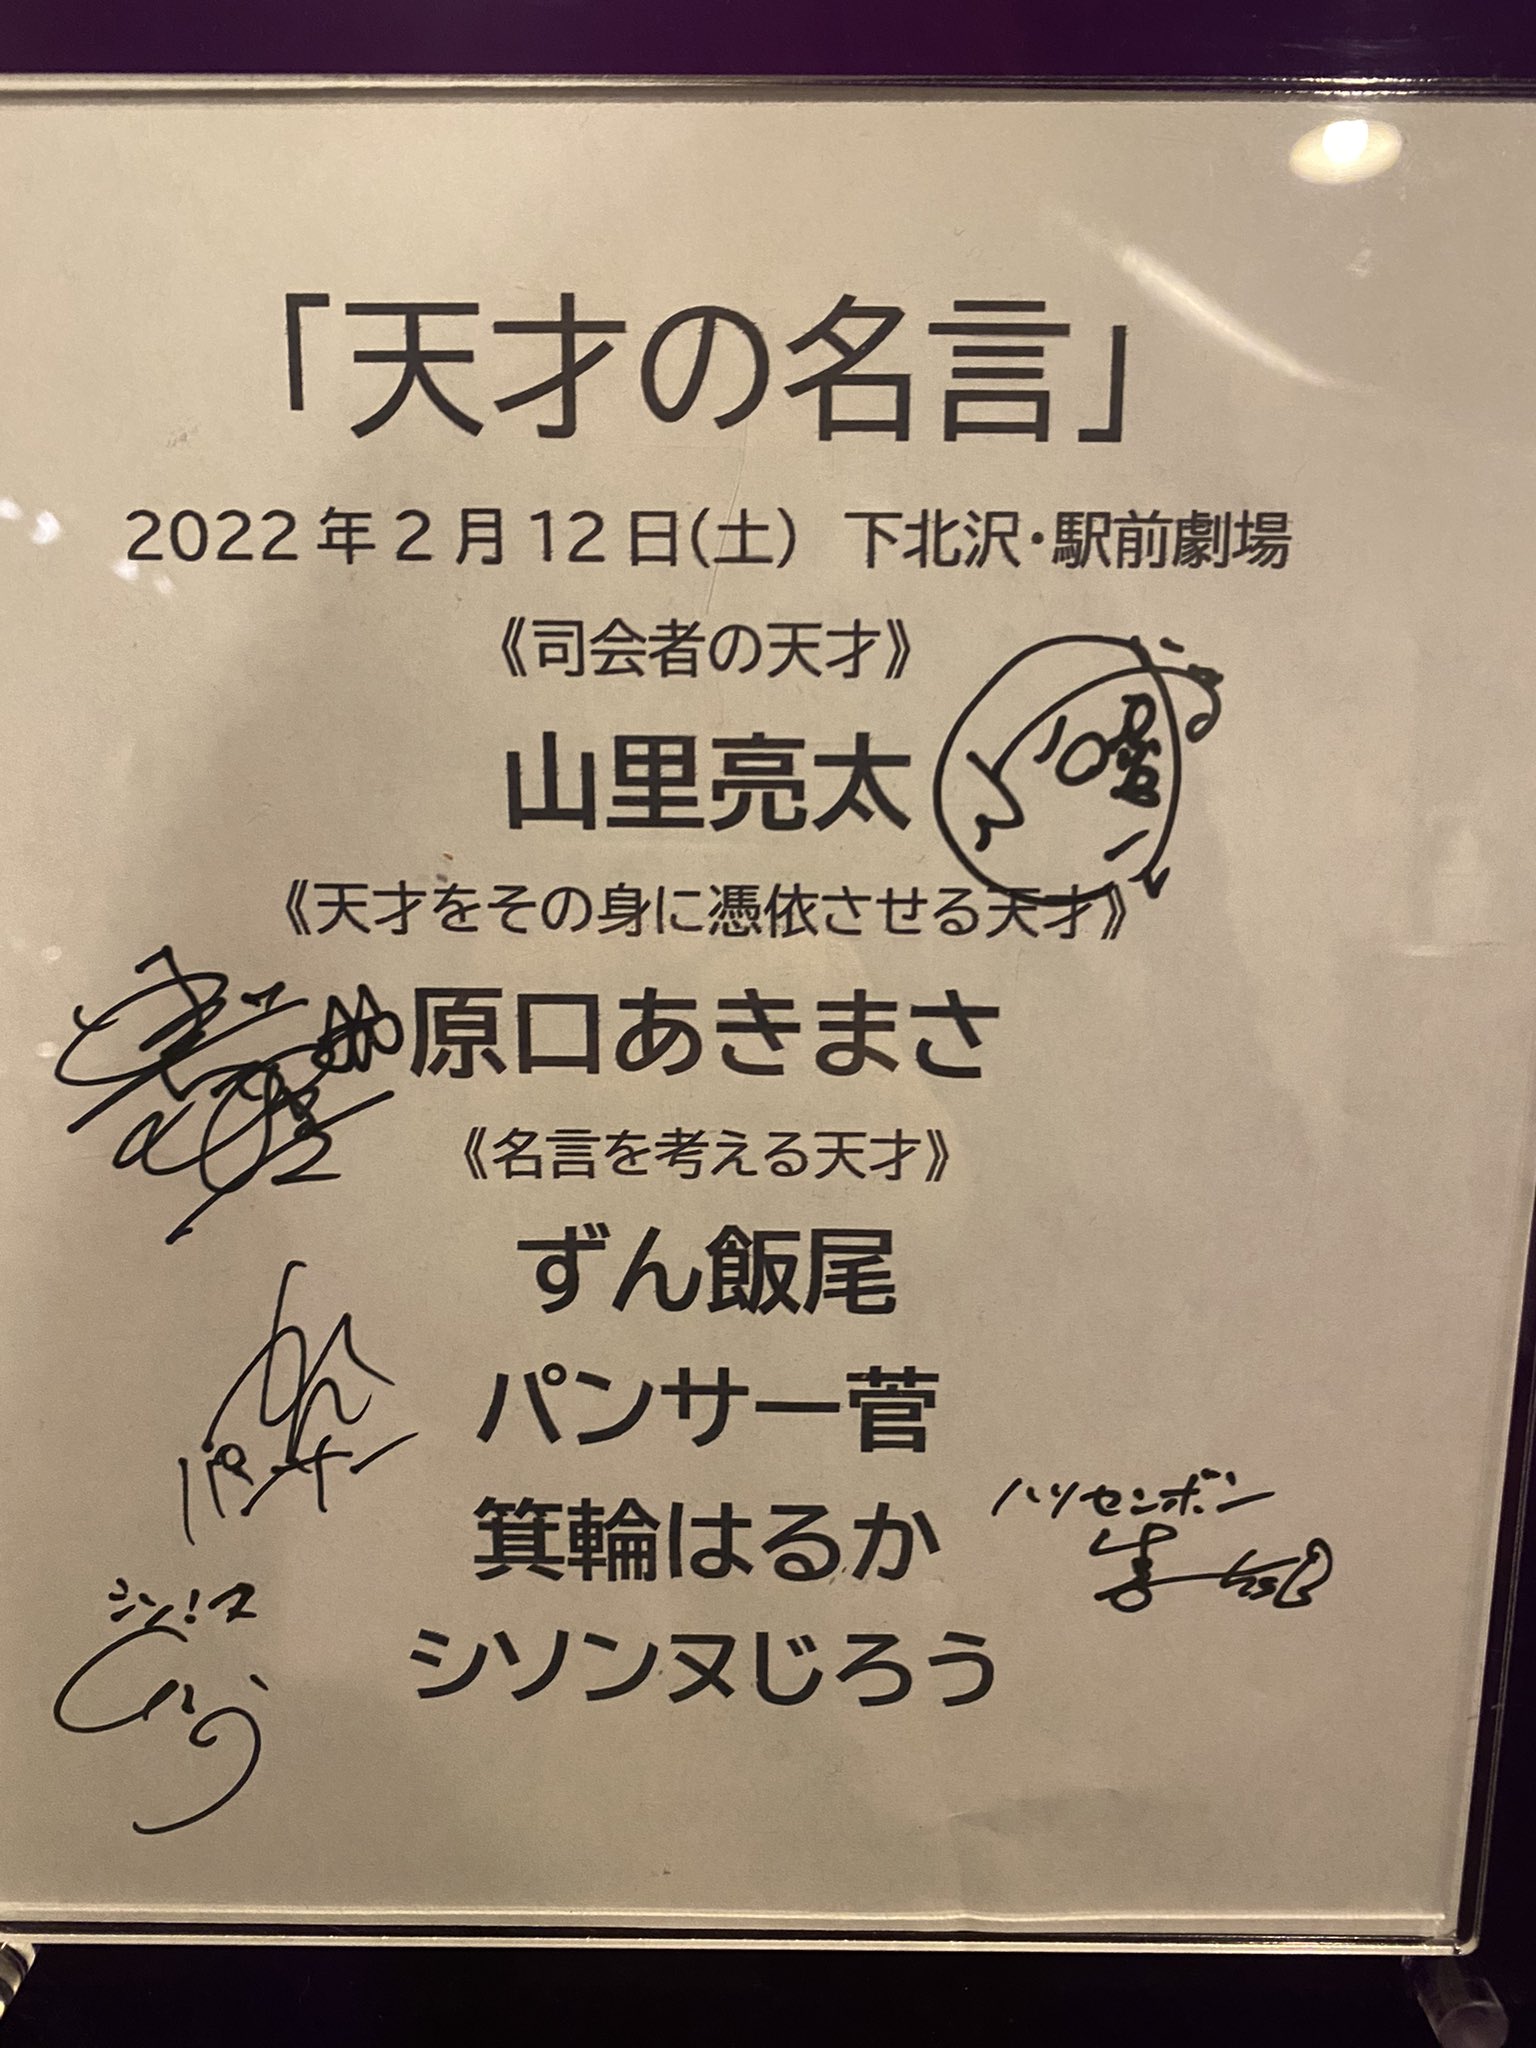 「天才の名言」
2022年2月12日(土) 下北沢・駅前劇場
《司会者の天才》
山里亮太
《天才をその身に憑依させる天才》
原口あきまさ
《名言を考える天才》
ずん飯尾
パンサー菅
パンサー
箕輪はるか
ハリセンボン
シソンヌじろう